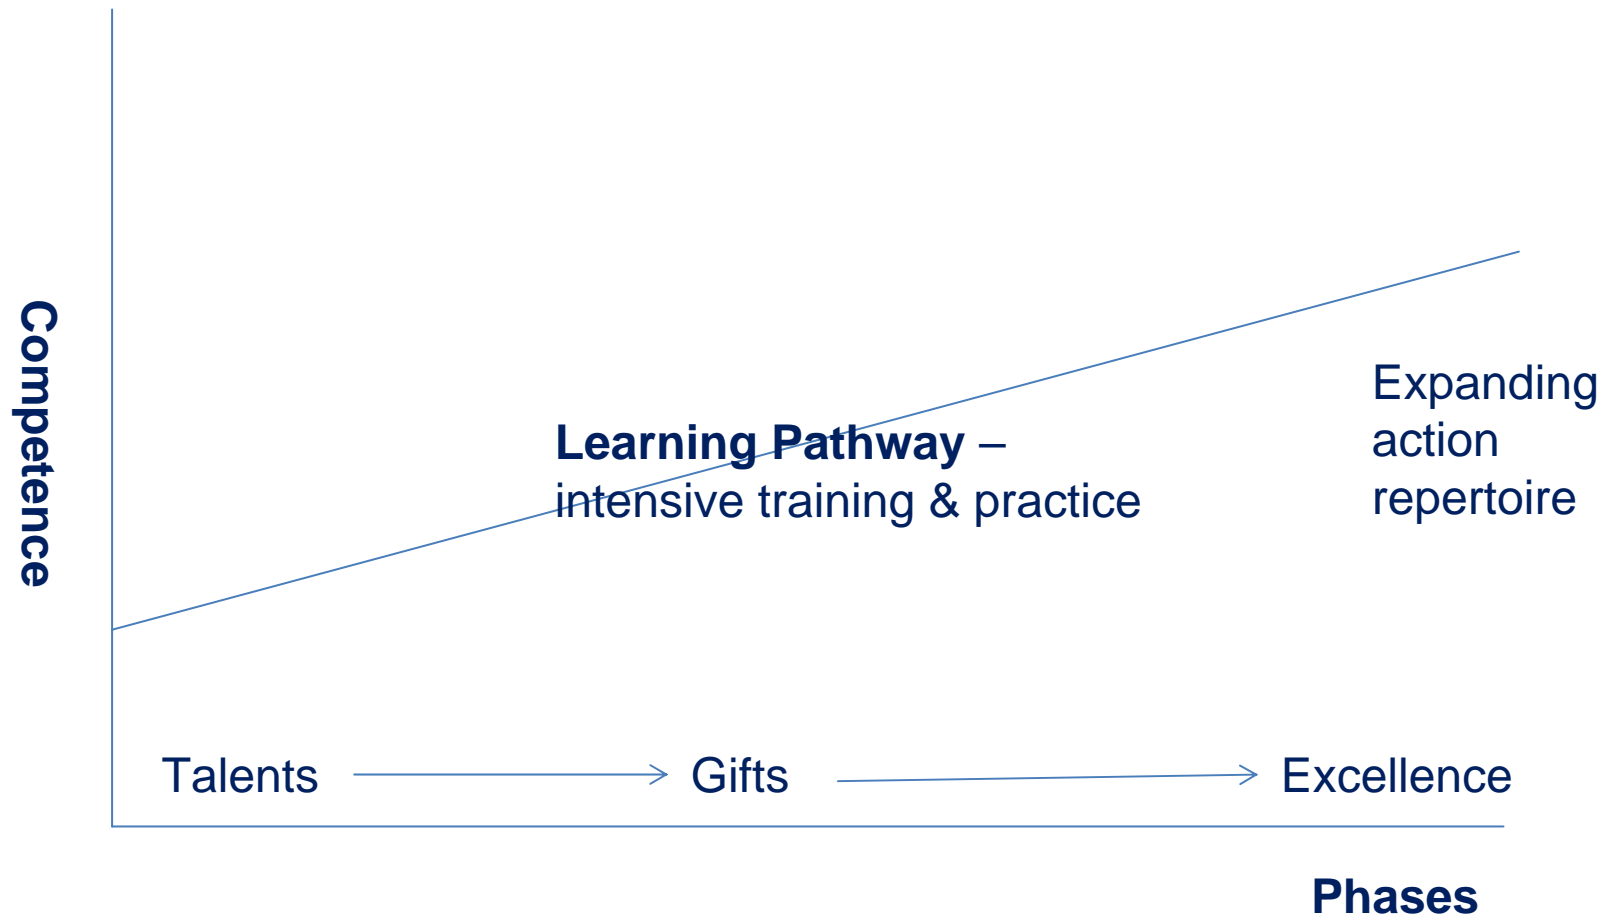 Competence
Learning Pathway –
intensive training & practice
Expanding
action
repertoire
Talents
Gifts
Excellence
Phases